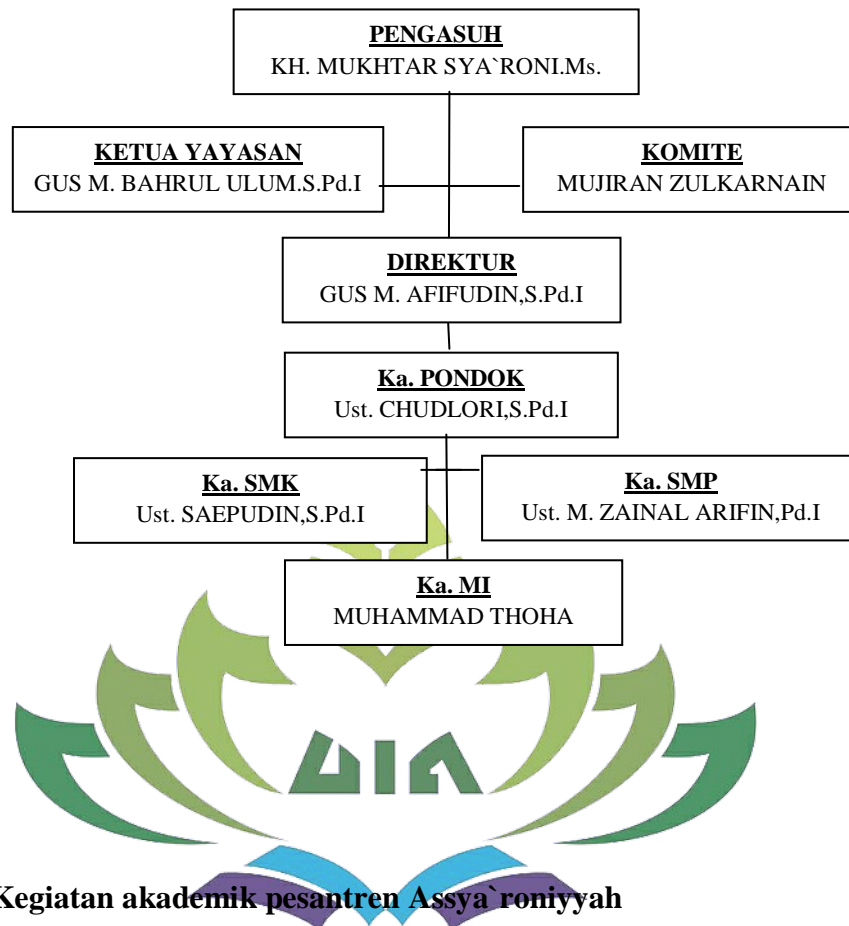 PENGASUH
KH. MUKHTAR SYA`RONI.Ms.
KETUA YAYASAN
GUS M. BAHRUL ULUM.S.Pd.I
KOMITE
MUJIRAN ZULKARNAIN
DIREKTUR
GUS M. AFIFUDIN,S.Pd.I
Ka. PONDOK
Ust. CHUDLORI,S.Pd.I
Ka. SMK
Ust. SAEPUDIN,S.Pd.I
Ka. SMP
Ust. M. ZAINAL ARIFIN,Pd.I
Ka. MI
MUHAMMAD THOHA
UIN
Kegiatan akademik pesantren Assya`roniyyah